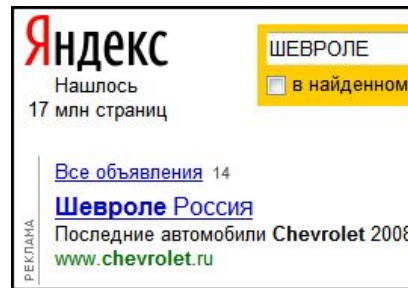 Яндекс
Нашлось
17 млн страниц
ШЕВРОЛЕ
в найденном
Все объявления 14
Шевроле Россия
Последние автомобили Chevrolet 2008
www.chevrolet.ru
РЕКЛАМА